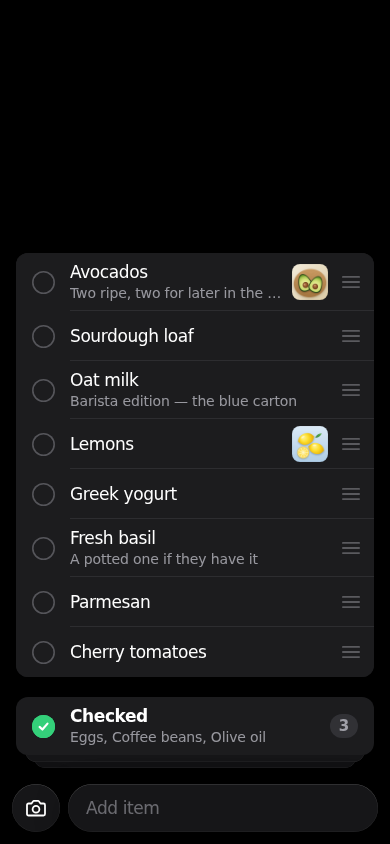 Avocados
Two ripe, two for later in the …
Sourdough loaf
Oat milk
Barista edition — the blue carton
Lemons
Greek yogurt
Fresh basil
A potted one if they have it
Parmesan
Cherry tomatoes
Checked
3
Eggs, Coffee beans, Olive oil
Add item